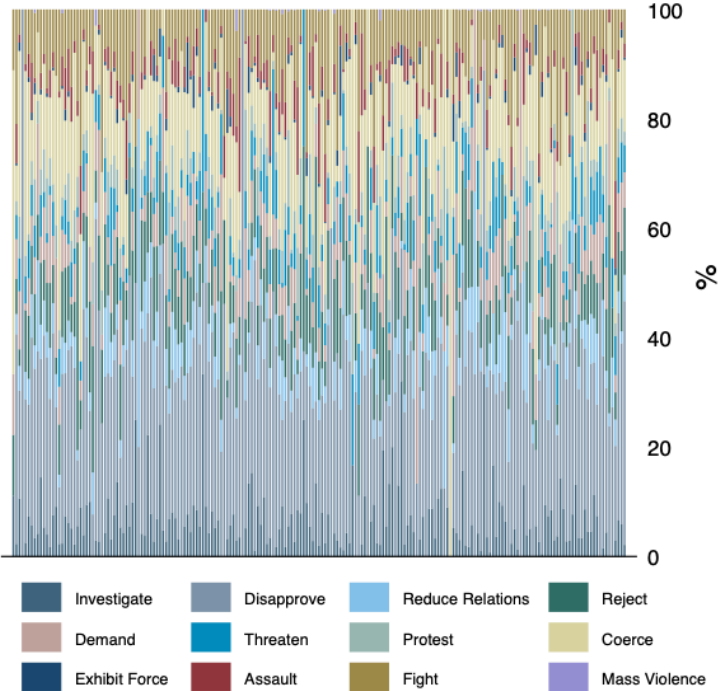 100
80
60
%
40
20
0
Investigate Disapprove Reduce Relations Reject
Demand Threaten Protest Coerce
Exhibit Force Assault Fight Mass Violence